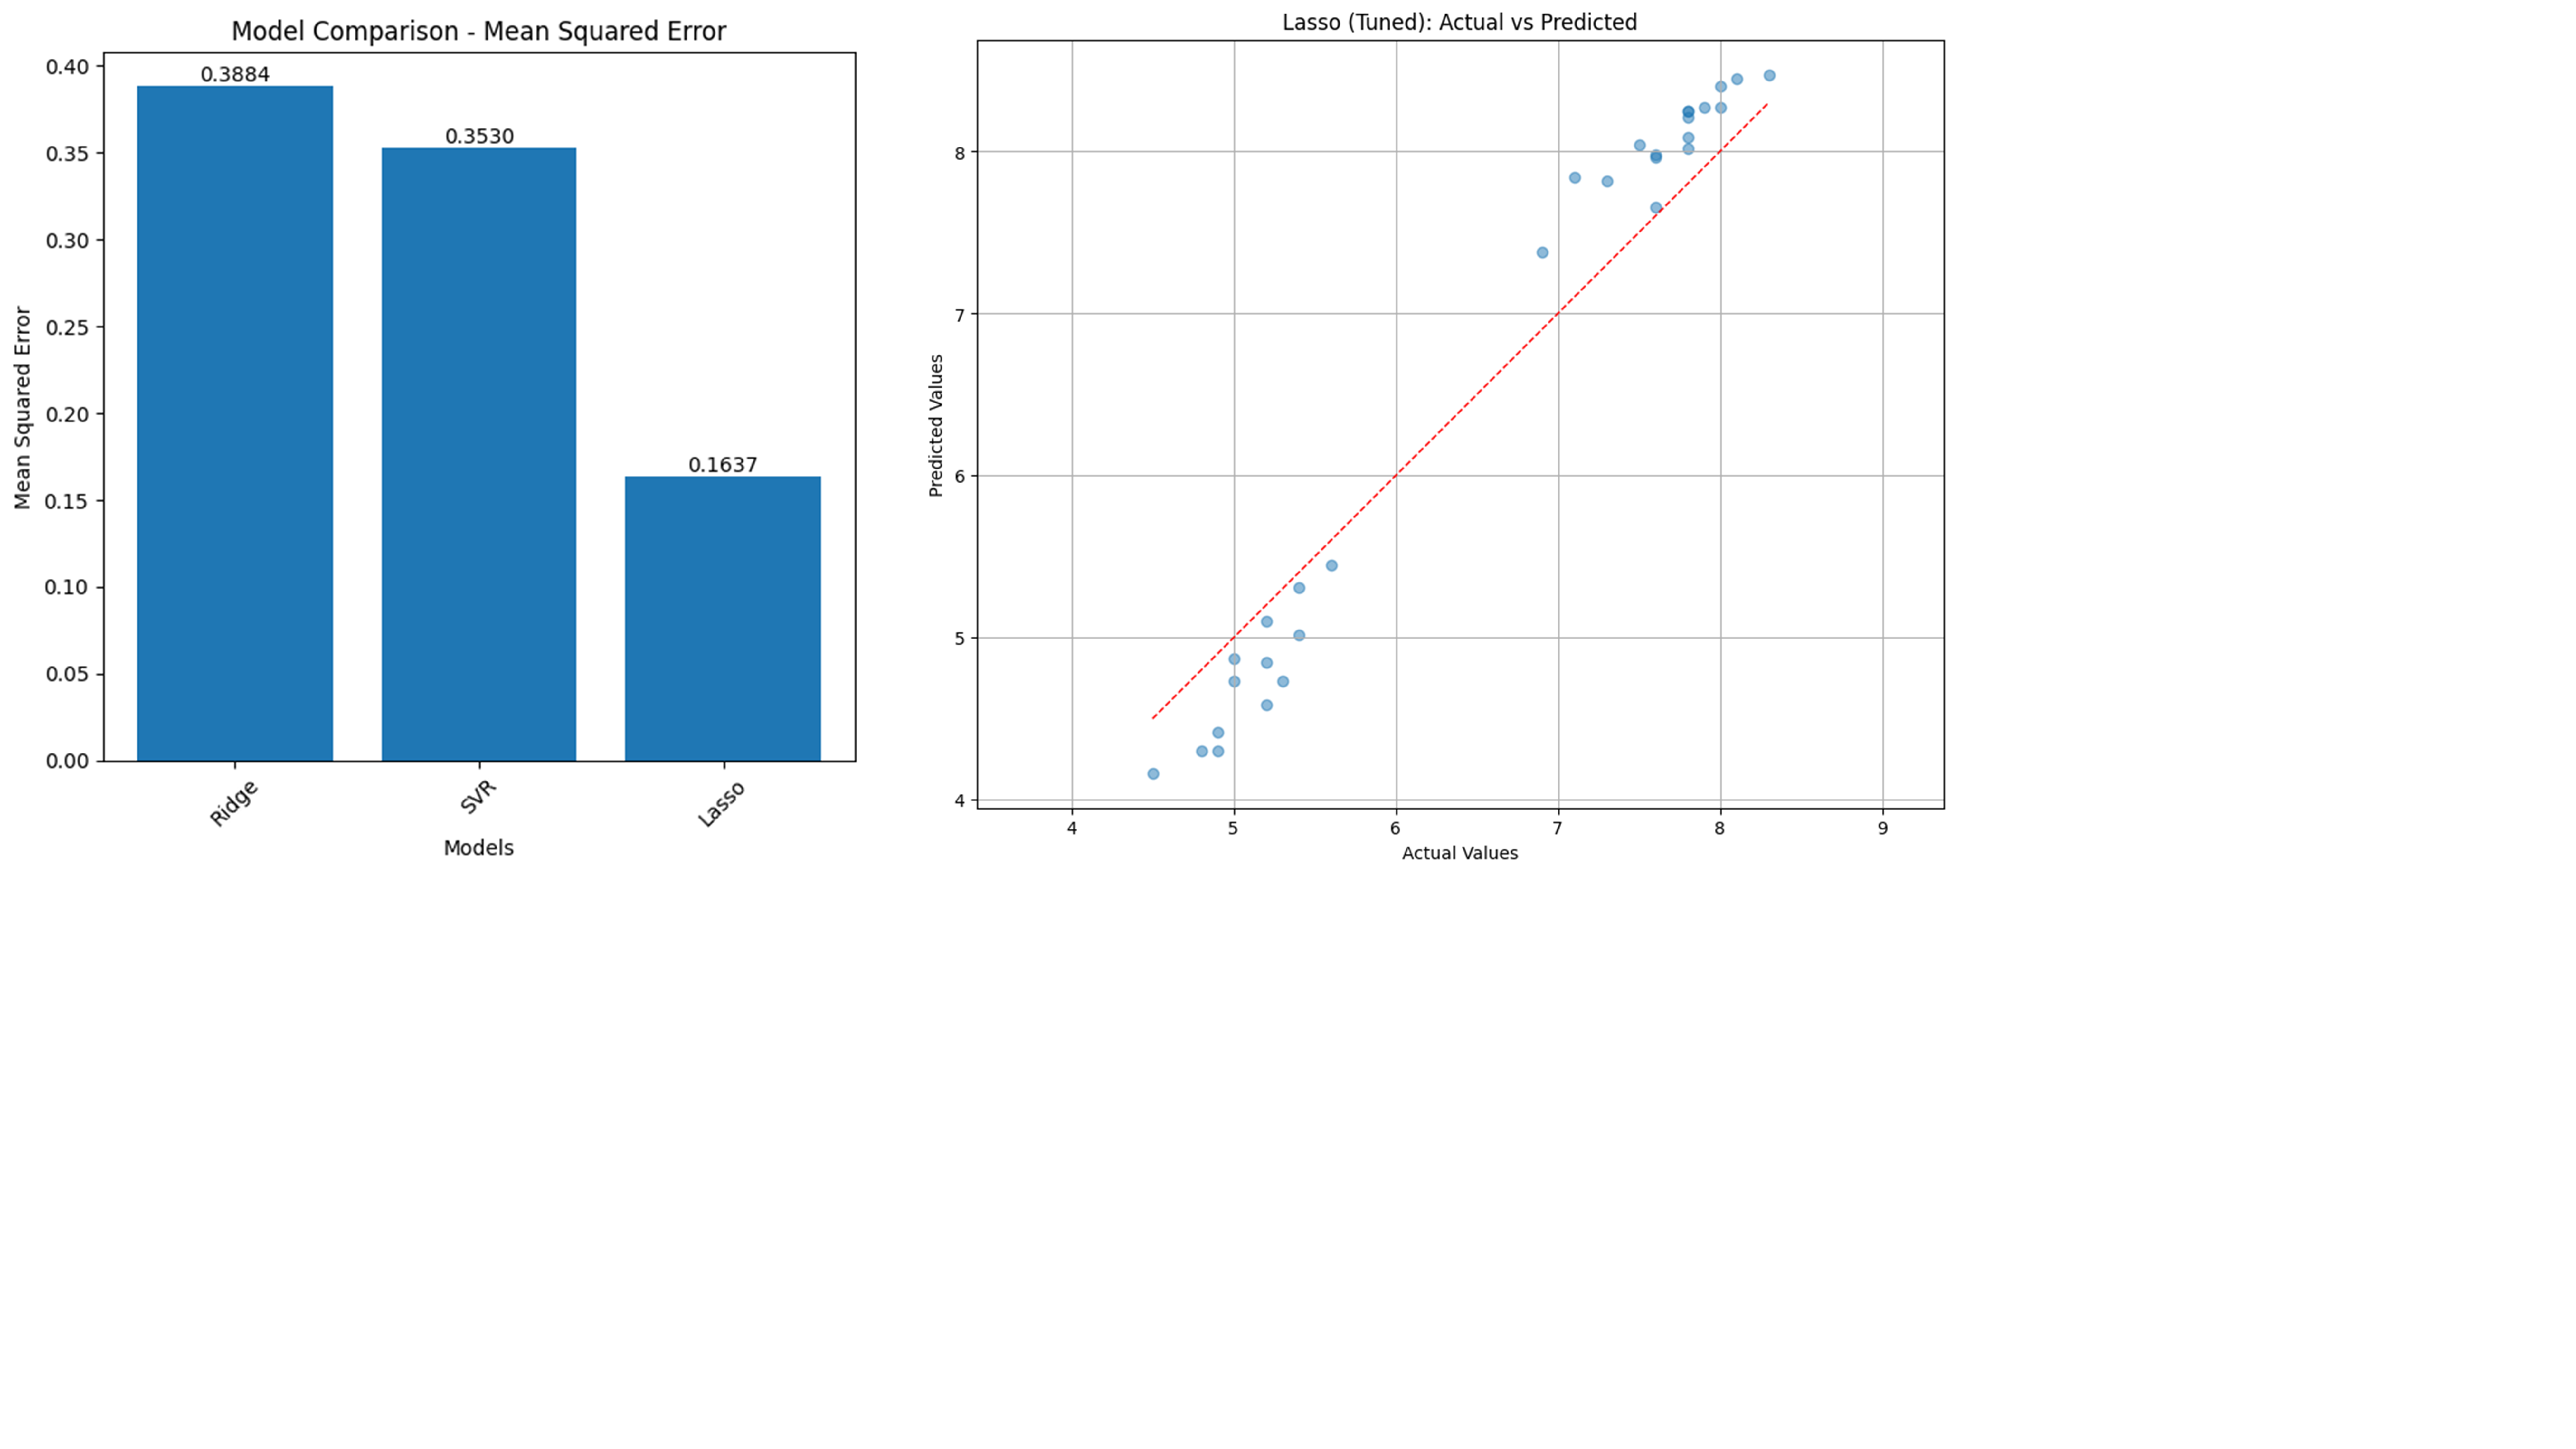 Model Comparison - Mean Squared Error
0.40
0.35
0.30
0.25
0.20
0.15
0.10
0.05
0.00
Mean Squared Error
0.3884
0.3530
0.1637
Ridge
SVR
Lasso
Models
Lasso (Tuned): Actual vs Predicted
8
7
6
5
4
Predicted Values
4
5
6
7
8
9
Actual Values